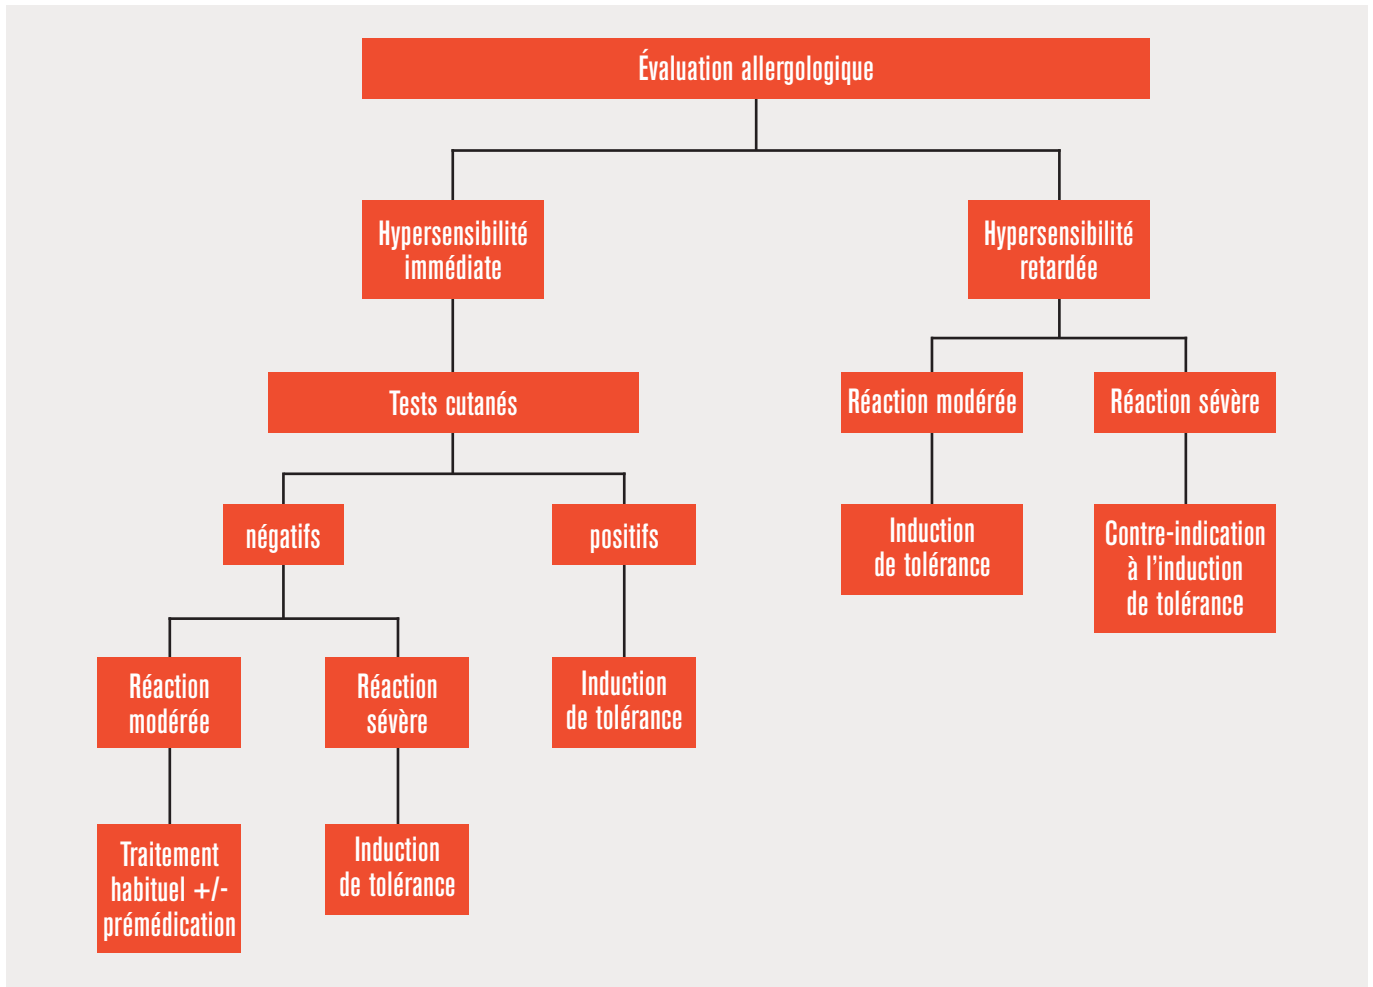 Évaluation allergologique
Hypersensibilité
immédiate
Hypersensibilité
retardée
Tests cutanés
Réaction modérée
Réaction sévère
négatifs
positifs
Induction
de tolérance
Contre-indication
à l’induction
de tolérance
Réaction
modérée
Réaction
sévère
Induction
de tolérance
Traitement
habituel +/-
prémédication
Induction
de tolérance